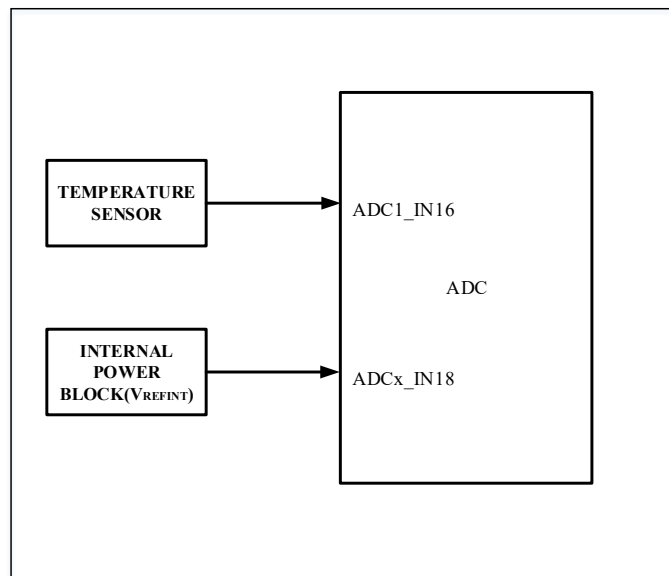 TEMPERATURE
SENSOR
ADC1_IN16
ADC
INTERNAL
POWER
BLOCK(VREFINT)
ADCx_IN18